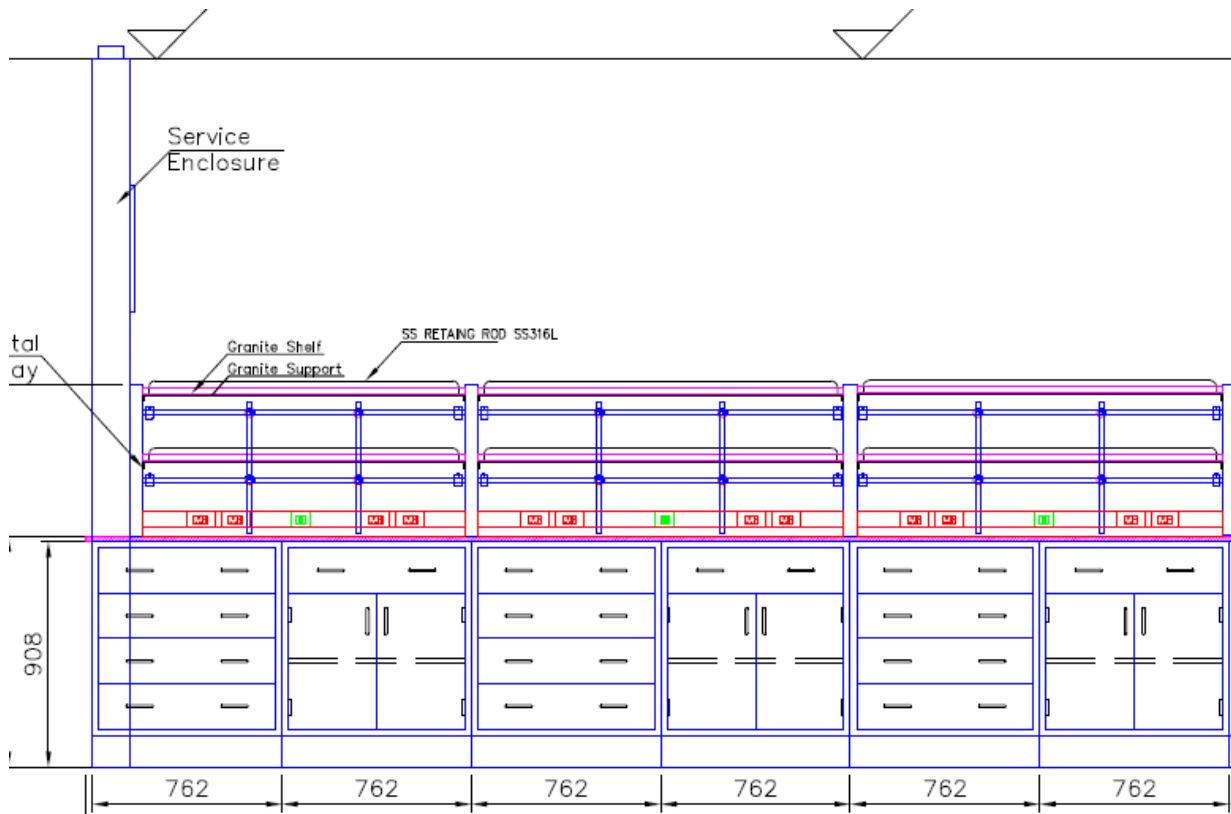 Service
Enclosure
SS RETAING ROD SS316L
tal
Granite Shelf
ay
Granite Support
908
762
762
762
762
762
762